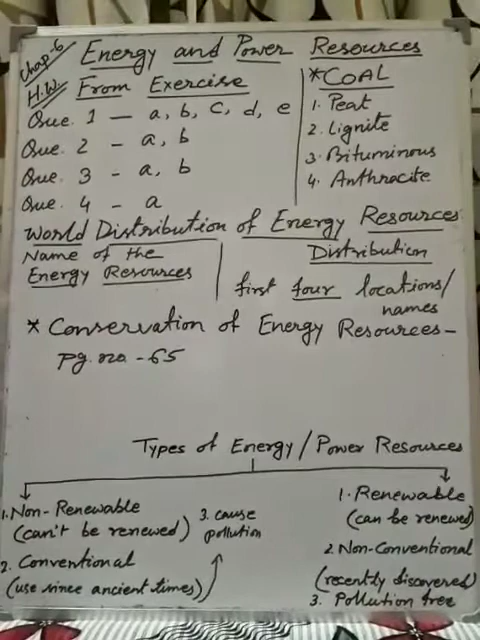 Chap-6
Energy and Power Resources
H.W. From Exercise
Que. 1 — a, b, c, d, e
Que. 2 - a, b
Que. 3 - a, b
Que. 4 - a
*COAL
1. Peat
2. Lignite
3. Bituminous
4. Anthracite
World Distribution of Energy Resources
Name of the
Energy Resources
Distribution
first four locations/
names
* Conservation of Energy Resources-
Pg. no. - 65
Types of Energy/Power Resources
1. Non-Renewable
(can't be renewed)
2. Conventional
(use since ancient times)
3. cause
pollution
1. Renewable
(can be renewed)
2. Non-Conventional
(recently discovered)
3. Pollution free